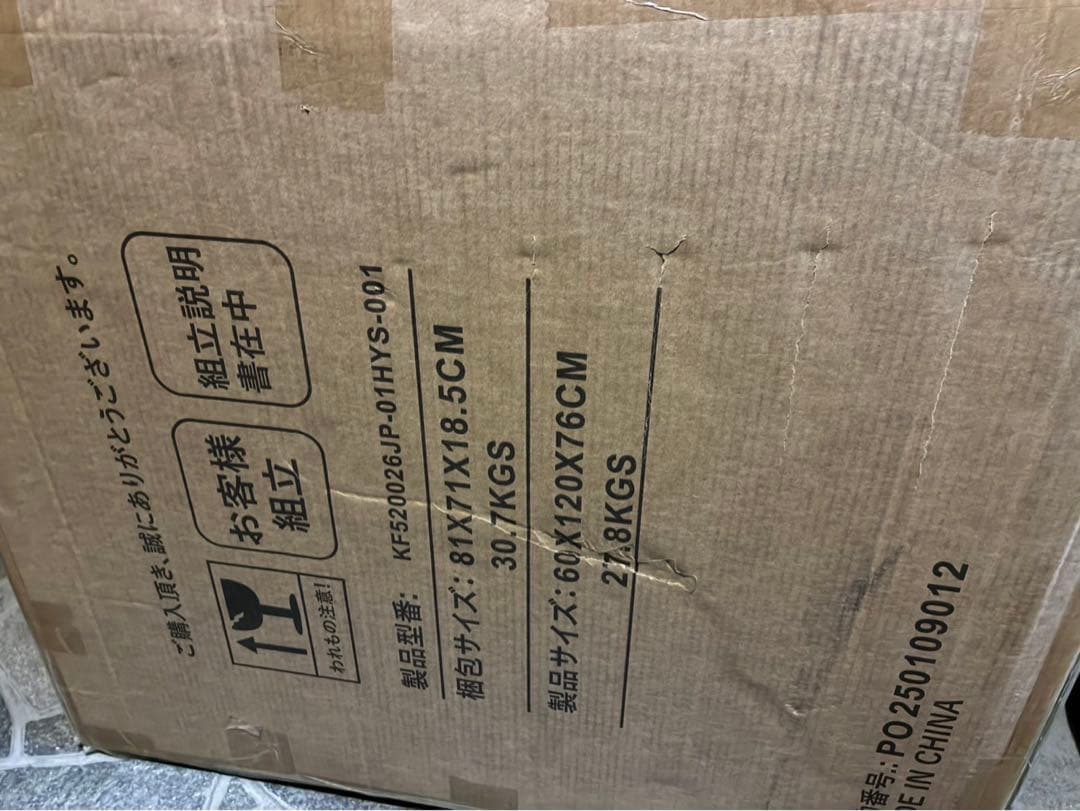 ご購入頂き、誠にありがとうございます。
われもの注意!
お客様
組立
組立説明
書在中
製品型番: KF520026JP-01HYS-001
梱包サイズ: 81X71X18.5CM
30.7KGS
製品サイズ: 60X120X76CM
27.8KGS
番号.: PO250109012
DE IN CHINA